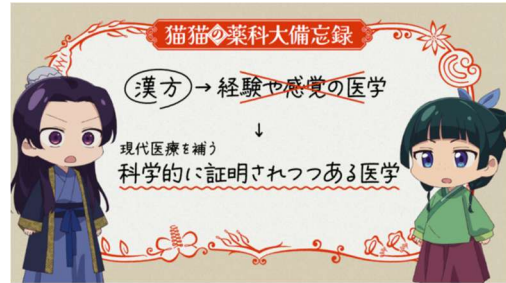 猫猫の薬科大備忘録
漢方→経験や感覚の医学
↓
現代医療を補う
科学的に証明されつつある医学